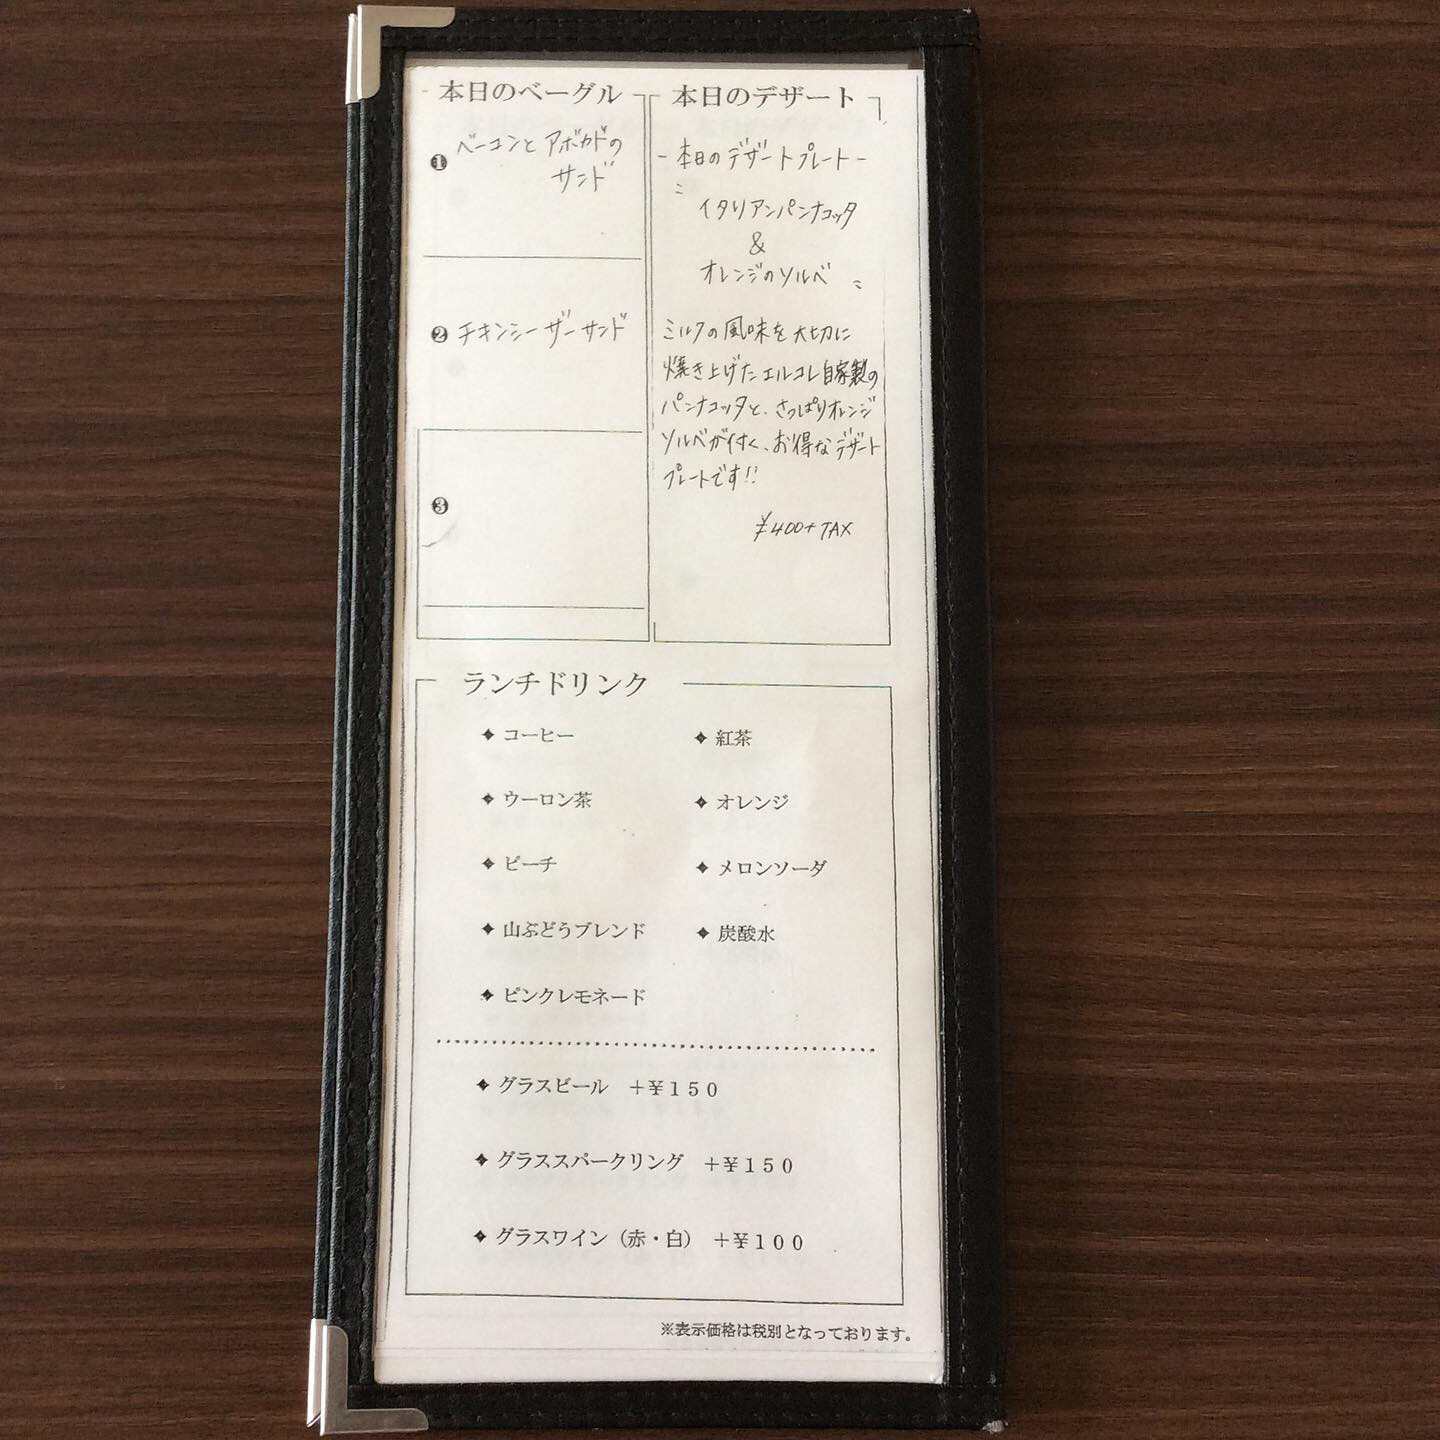 本日のベーグル
❶ ベーコンとアボカドの
サンド
❷ チキンシーザーサンド
❸
本日のデザート
-本日のデザートプレート-
〃 イタリアンパンナコッタ
&
オレンジのソルベ 〃
ミルクの風味を大切に
焼き上げたエルコレ自家製の
パンナコッタと、さっぱりオレンジ
ソルベが付く、お得なデザート
プレートです!!
¥400+TAX
ランチドリンク
✦ コーヒー ✦ 紅茶
✦ ウーロン茶 ✦ オレンジ
✦ ピーチ ✦ メロンソーダ
✦ 山ぶどうブレンド ✦ 炭酸水
✦ ピンクレモネード
✦ グラスビール +¥150
✦ グラススパークリング +¥150
✦ グラスワイン(赤・白) +¥100
※表示価格は税別となっております。